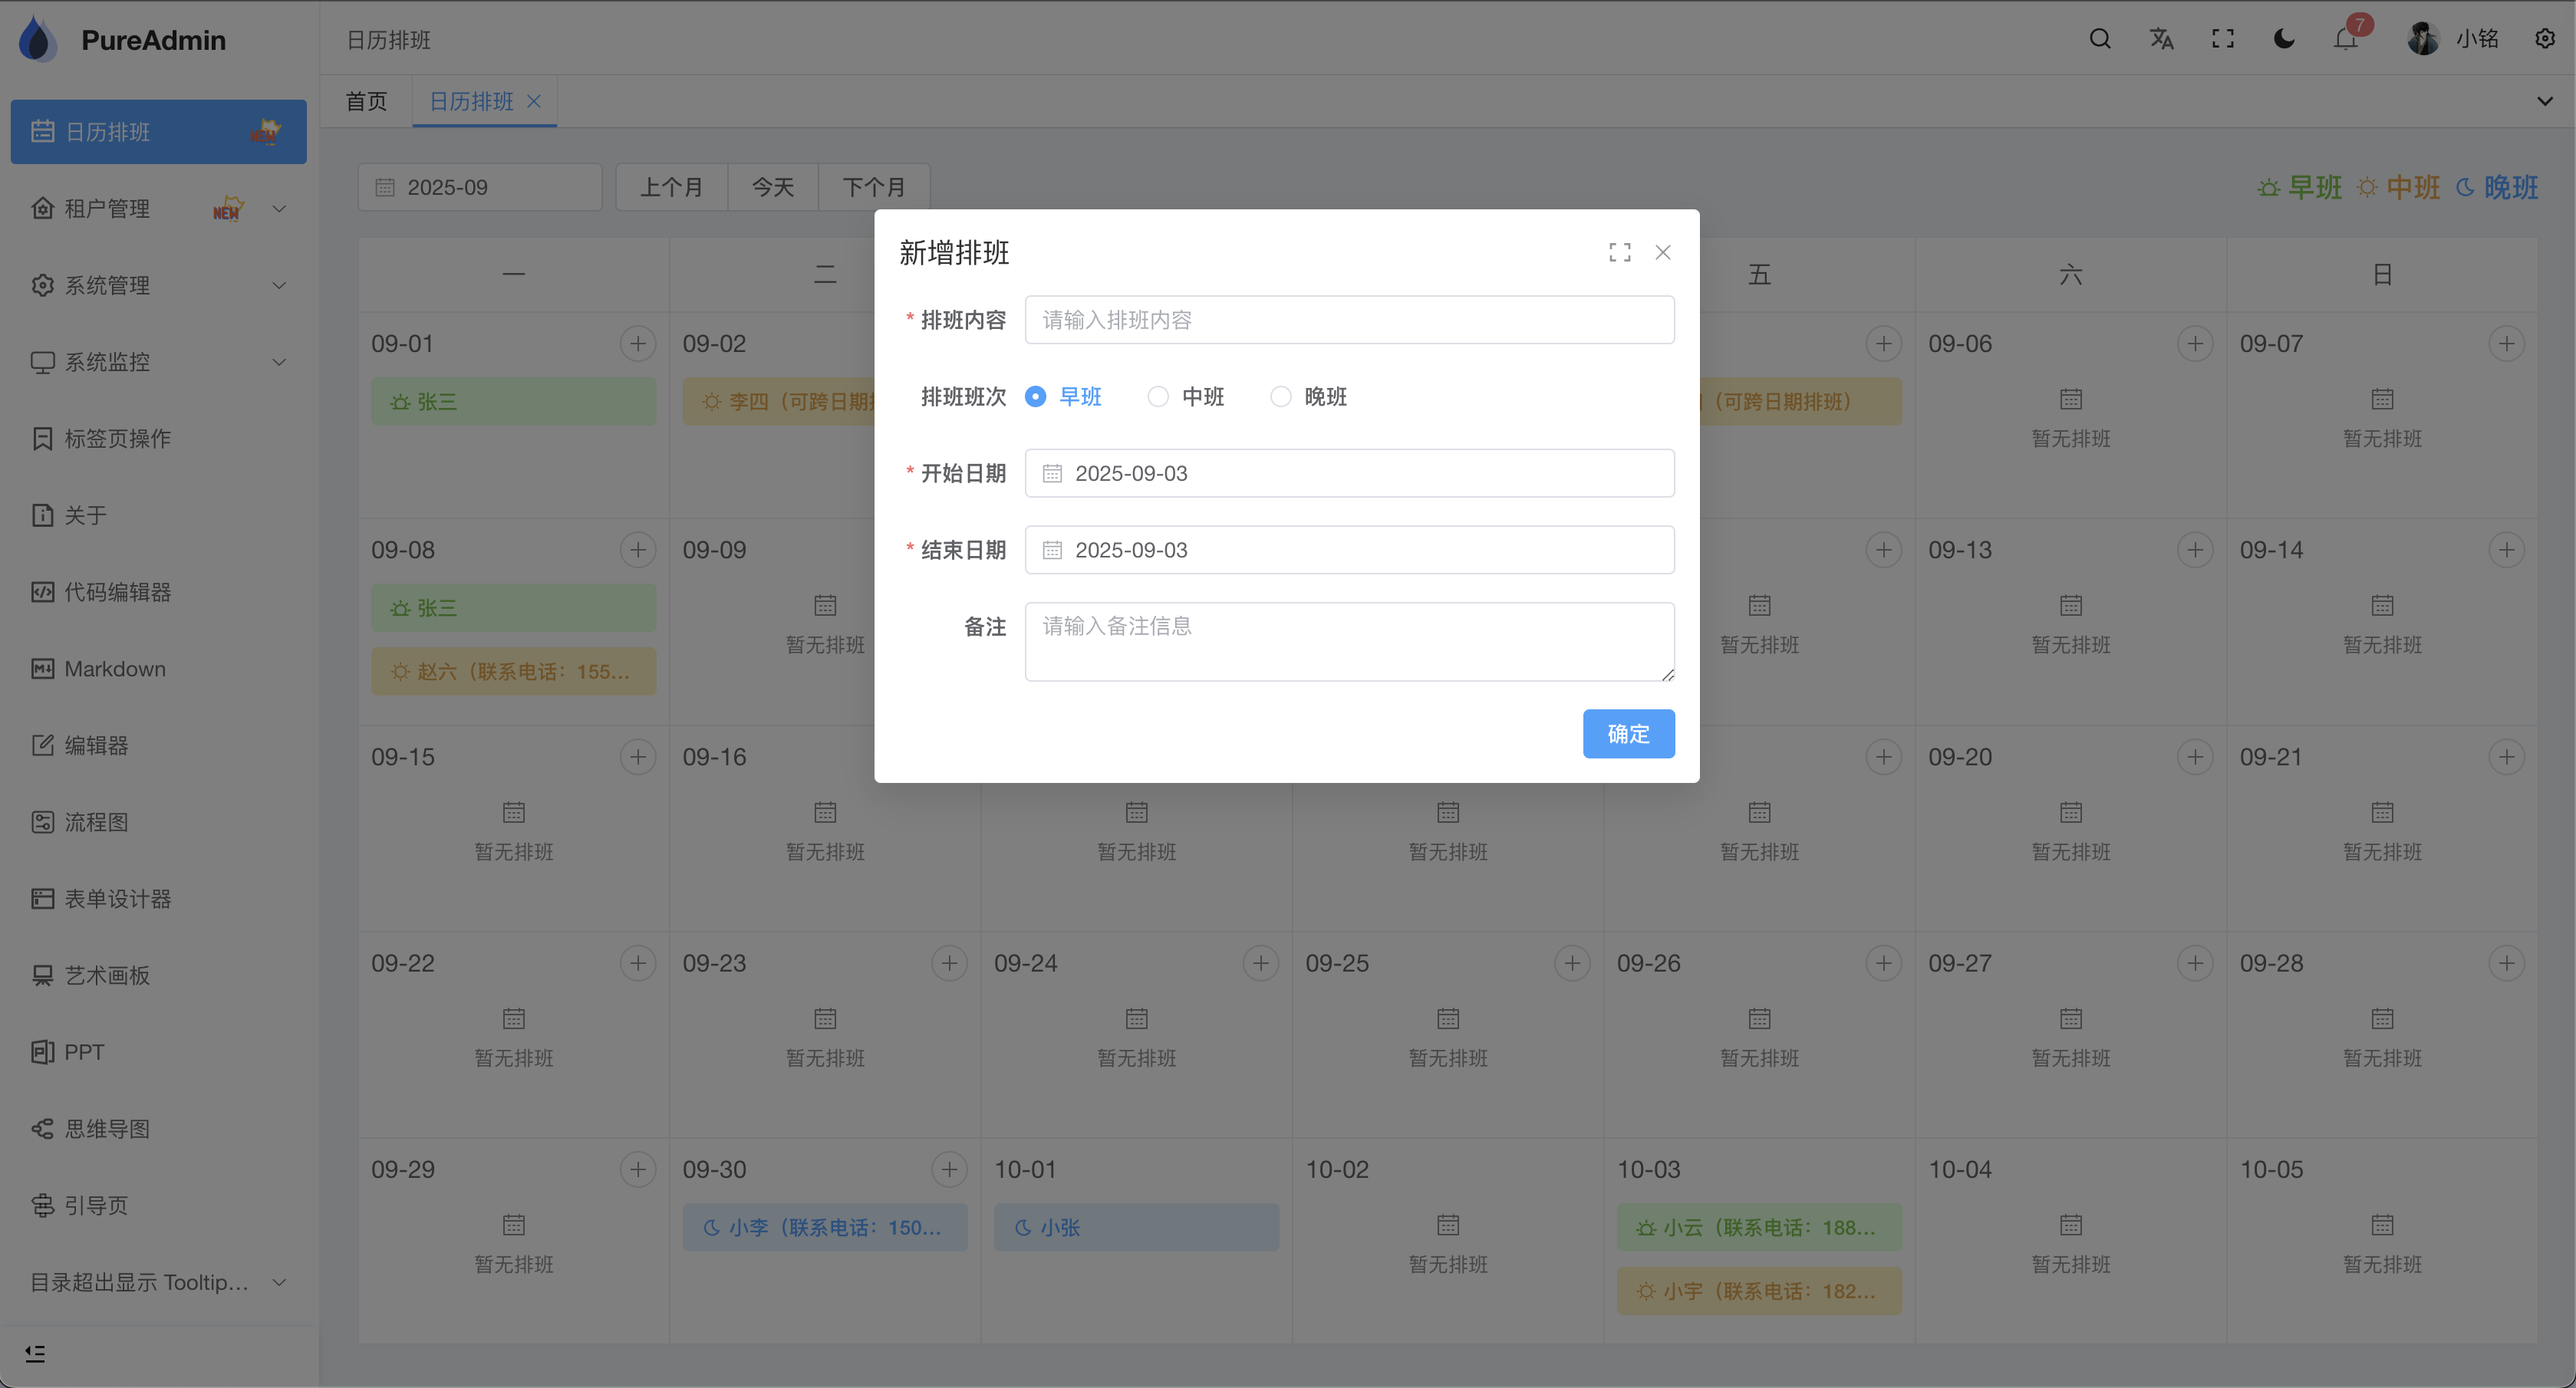 PureAdmin
日历排班
7
小铭
首页
日历排班
日历排班
NEW
租户管理
NEW
系统管理
系统监控
标签页操作
关于
代码编辑器
Markdown
编辑器
流程图
表单设计器
艺术画板
PPT
思维导图
引导页
目录超出显示 Tooltip...
2025-09
上个月
今天
下个月
早班
中班
晚班
一
二
五
六
日
09-01
09-02
09-06
09-07
张三
李四（可跨日期
（可跨日期排班）
暂无排班
暂无排班
09-08
09-09
09-13
09-14
张三
赵六（联系电话：155...
暂无排班
暂无排班
暂无排班
暂无排班
09-15
09-16
09-20
09-21
暂无排班
暂无排班
暂无排班
暂无排班
暂无排班
暂无排班
暂无排班
09-22
09-23
09-24
09-25
09-26
09-27
09-28
暂无排班
暂无排班
暂无排班
暂无排班
暂无排班
暂无排班
暂无排班
09-29
09-30
10-01
10-02
10-03
10-04
10-05
暂无排班
小李（联系电话：150...
小张
暂无排班
小云（联系电话：188...
小宇（联系电话：182...
暂无排班
暂无排班
新增排班
* 排班内容
请输入排班内容
排班班次
早班
中班
晚班
* 开始日期
2025-09-03
* 结束日期
2025-09-03
备注
请输入备注信息
确定